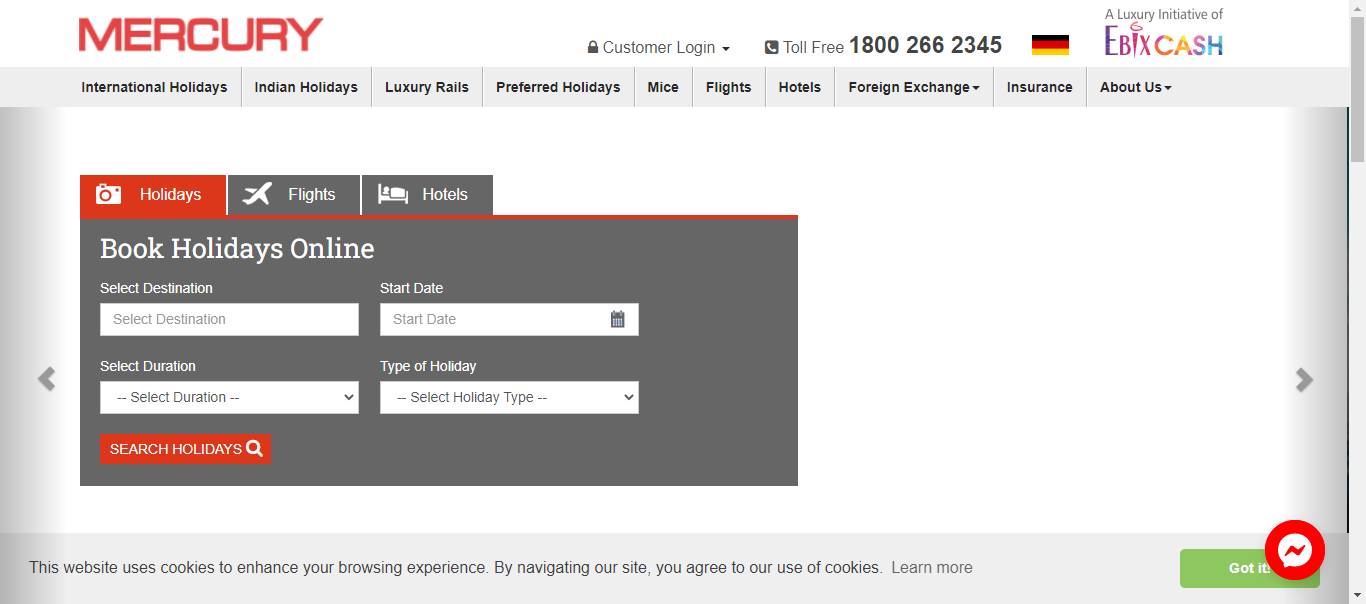 MERCURY
Customer Login
Toll Free 1800 266 2345
A Luxury Initiative of
EBIXCASH
International Holidays
Indian Holidays
Luxury Rails
Preferred Holidays
Mice
Flights
Hotels
Foreign Exchange
Insurance
About Us
Holidays
Flights
Hotels
Book Holidays Online
Select Destination
Start Date
Select Destination
Start Date
Select Duration
Type of Holiday
-- Select Duration --
-- Select Holiday Type --
SEARCH HOLIDAYS
This website uses cookies to enhance your browsing experience. By navigating our site, you agree to our use of cookies. Learn more
Got it!